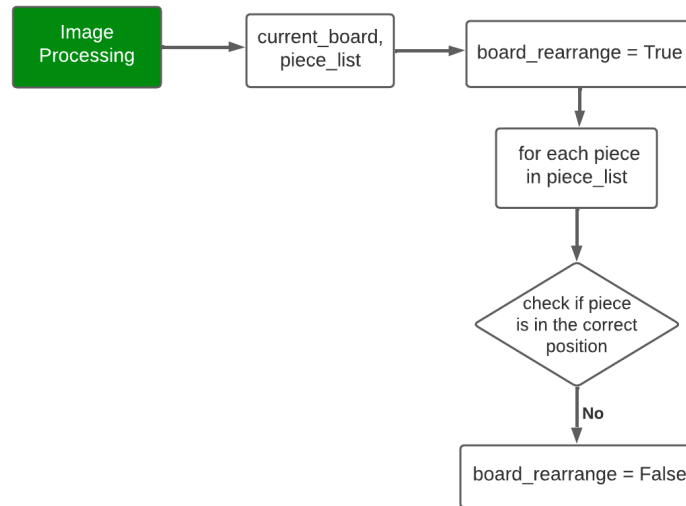 Image
Processing
current_board,
piece_list
board_rearrange = True
for each piece
in piece_list
check if piece
is in the correct
position
No
board_rearrange = False